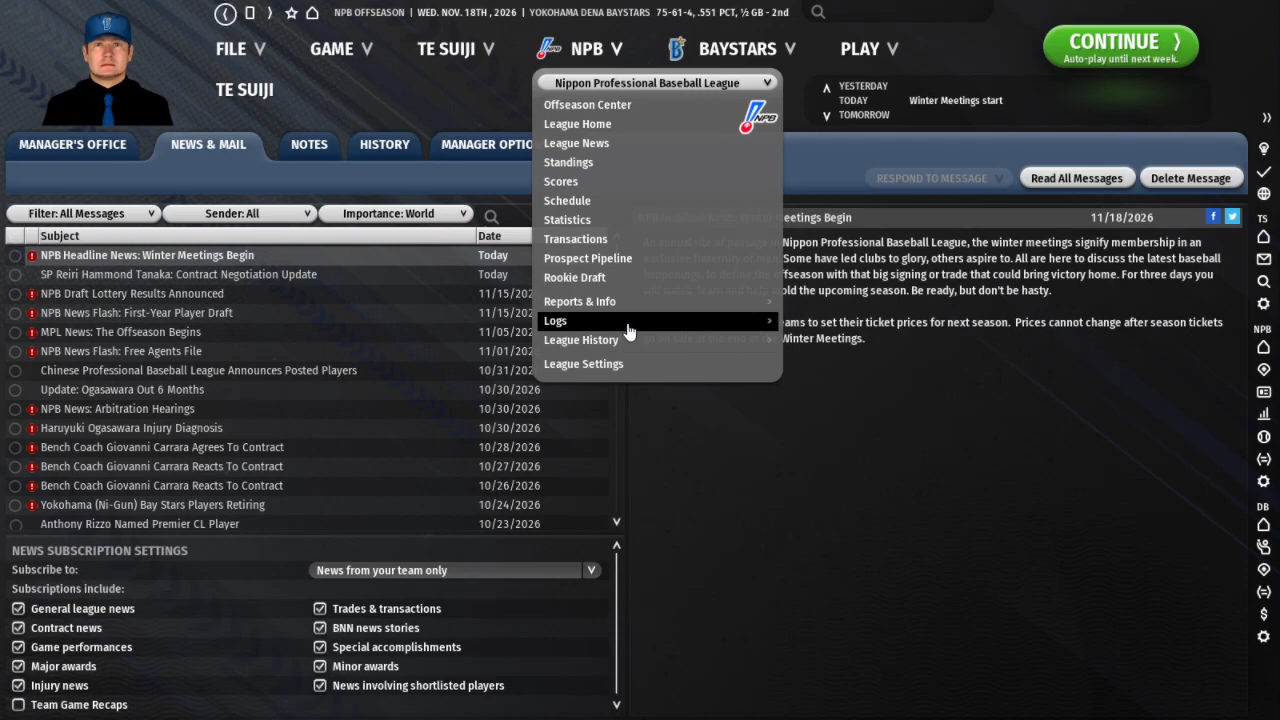 NPB OFFSEASON | WED. NOV. 18TH , 2026 | YOKOHAMA DENA BAYSTARS 75-61-4, .551 PCT, ½ GB - 2nd
FILE
GAME
TE SUIJI
NPB
BAYSTARS
PLAY
CONTINUE
Auto-play until next week.
TE SUIJI
YESTERDAY
TODAY
TOMORROW
Winter Meetings start
MANAGER'S OFFICE
NEWS & MAIL
NOTES
HISTORY
MANAGER OPTIO
Nippon Professional Baseball League
Offseason Center
League Home
League News
Standings
Scores
Schedule
Statistics
Transactions
Prospect Pipeline
Rookie Draft
Reports & Info
Logs
League History
League Settings
NPB
RESPOND TO MESSAGE
Read All Messages
Delete Message
Filter: All Messages
Sender: All
Importance: World
Subject Date
NPB Headline News: Winter Meetings Begin Today
SP Reiri Hammond Tanaka: Contract Negotiation Update Today
NPB Draft Lottery Results Announced 11/15/202
NPB News Flash: First-Year Player Draft 11/15/202
MPL News: The Offseason Begins 11/05/202
NPB News Flash: Free Agents File 11/01/202
Chinese Professional Baseball League Announces Posted Players 10/31/202
Update: Ogasawara Out 6 Months 10/30/2026
NPB News: Arbitration Hearings 10/30/2026
Haruyuki Ogasawara Injury Diagnosis 10/30/2026
Bench Coach Giovanni Carrara Agrees To Contract 10/28/2026
Bench Coach Giovanni Carrara Reacts To Contract 10/27/2026
Bench Coach Giovanni Carrara Reacts To Contract 10/26/2026
Yokohama (Ni-Gun) Bay Stars Players Retiring 10/24/2026
Anthony Rizzo Named Premier CL Player 10/23/2026
eetings Begin 11/18/2026
Nippon Professional Baseball League, the winter meetings signify membership in an
Some have led clubs to glory, others aspire to. All are here to discuss the latest baseball
ffseason with that big signing or trade that could bring victory home. For three days you
old the upcoming season. Be ready, but don't be hasty.
eams to set their ticket prices for next season. Prices cannot change after season tickets
Winter Meetings.
NEWS SUBSCRIPTION SETTINGS
Subscribe to: News from your team only
Subscriptions include:
General league news
Trades & transactions
Contract news
BNN news stories
Game performances
Special accomplishments
Major awards
Minor awards
Injury news
News involving shortlisted players
Team Game Recaps
TS
NPB
DB